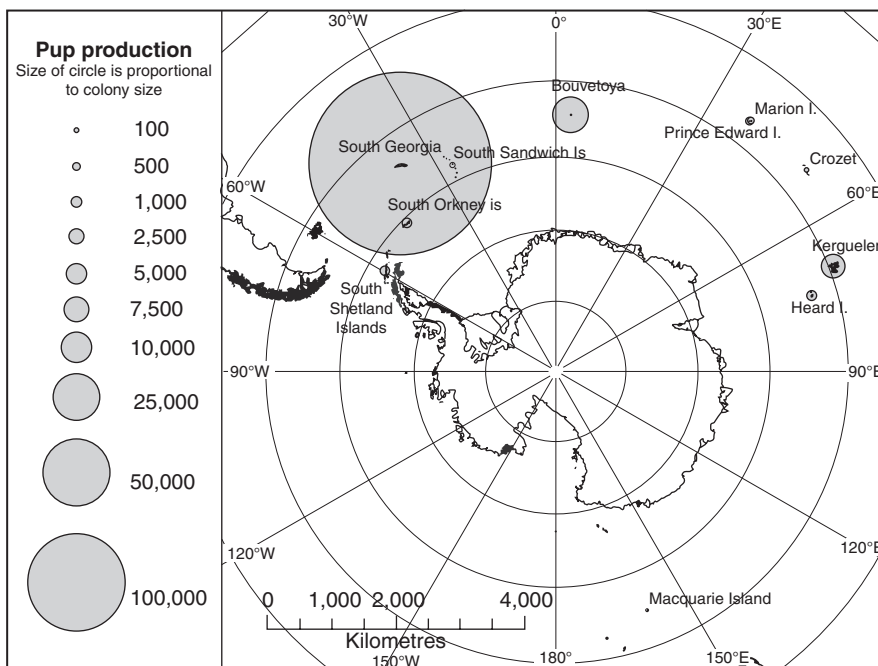 Pup production
Size of circle is proportional
to colony size
100
500
1,000
2,500
5,000
7,500
10,000
25,000
50,000
100,000
30°W
0°
30°E
60°W
60°E
90°W
90°E
120°W
120°E
150°W
180°
150°E
Bouvetoya
Marion I.
Prince Edward I.
Crozet
South Georgia
South Sandwich Is
South Orkney is
Kerguelen
Heard I.
South
Shetland
Islands
Macquarie Island
0 1,000 2,000 4,000
Kilometres